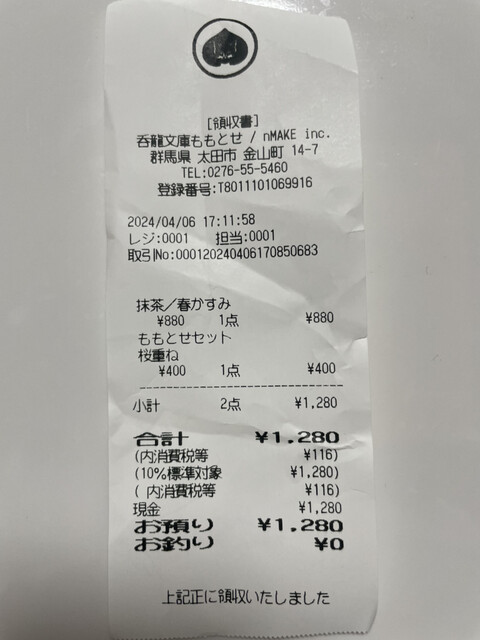 [領収書]
呑龍文庫ももとせ / nMAKE inc.
群馬県 太田市 金山町 14-7
TEL:0276-55-5460
登録番号:T8011101069916
2024/04/06 17:11:58
レジ:0001 担当:0001
取引No:000120240406170850683
抹茶/春かすみ
¥880 1点 ¥880
ももとせセット
桜重ね
¥400 1点 ¥400
小計 2点 ¥1,280
合計 ¥1,280
(内消費税等 ¥116)
(10%標準対象 ¥1,280)
( 内消費税等 ¥116)
現金 ¥1,280
お預り ¥1,280
お釣り ¥0
上記正に領収いたしました